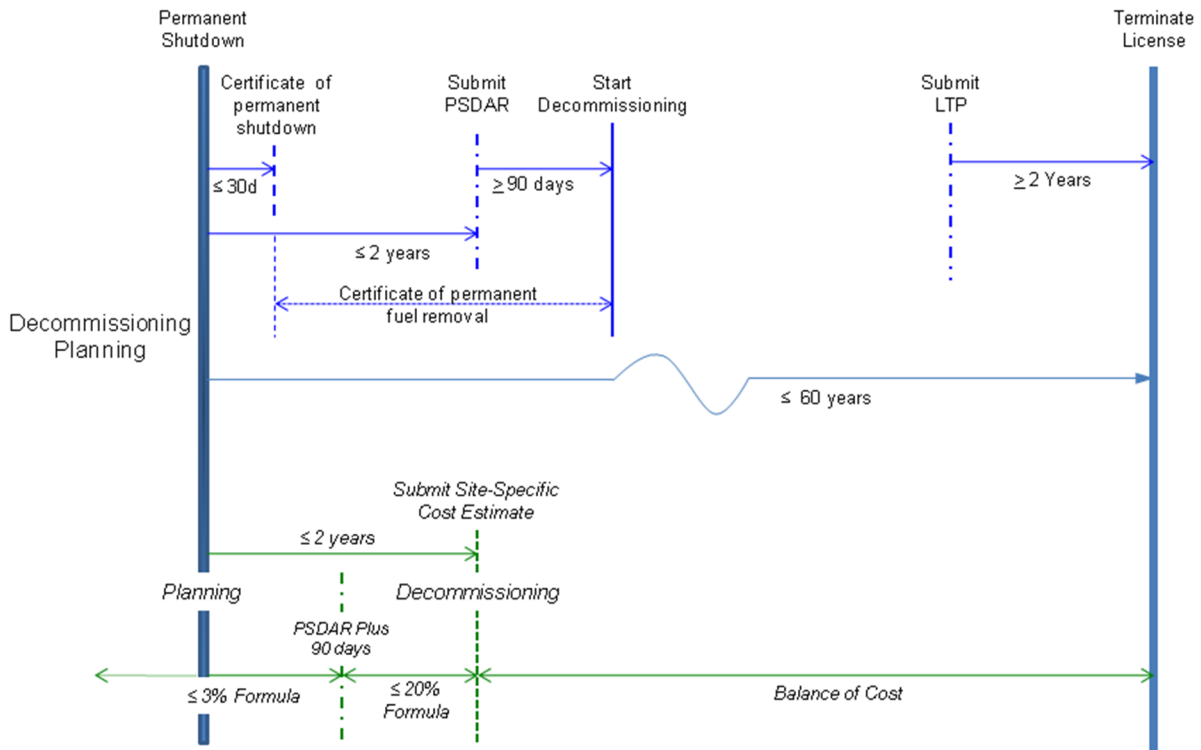 Permanent
Shutdown
Terminate
License
Certificate of
permanent
shutdown
Submit
PSDAR
Start
Decommissioning
Submit
LTP
≤ 30d
≥ 90 days
≥ 2 Years
≤ 2 years
Certificate of permanent
fuel removal
Decommissioning
Planning
≤ 60 years
Submit Site-Specific
Cost Estimate
≤ 2 years
Planning
Decommissioning
PSDAR Plus
90 days
≤ 3% Formula
≤ 20%
Formula
Balance of Cost